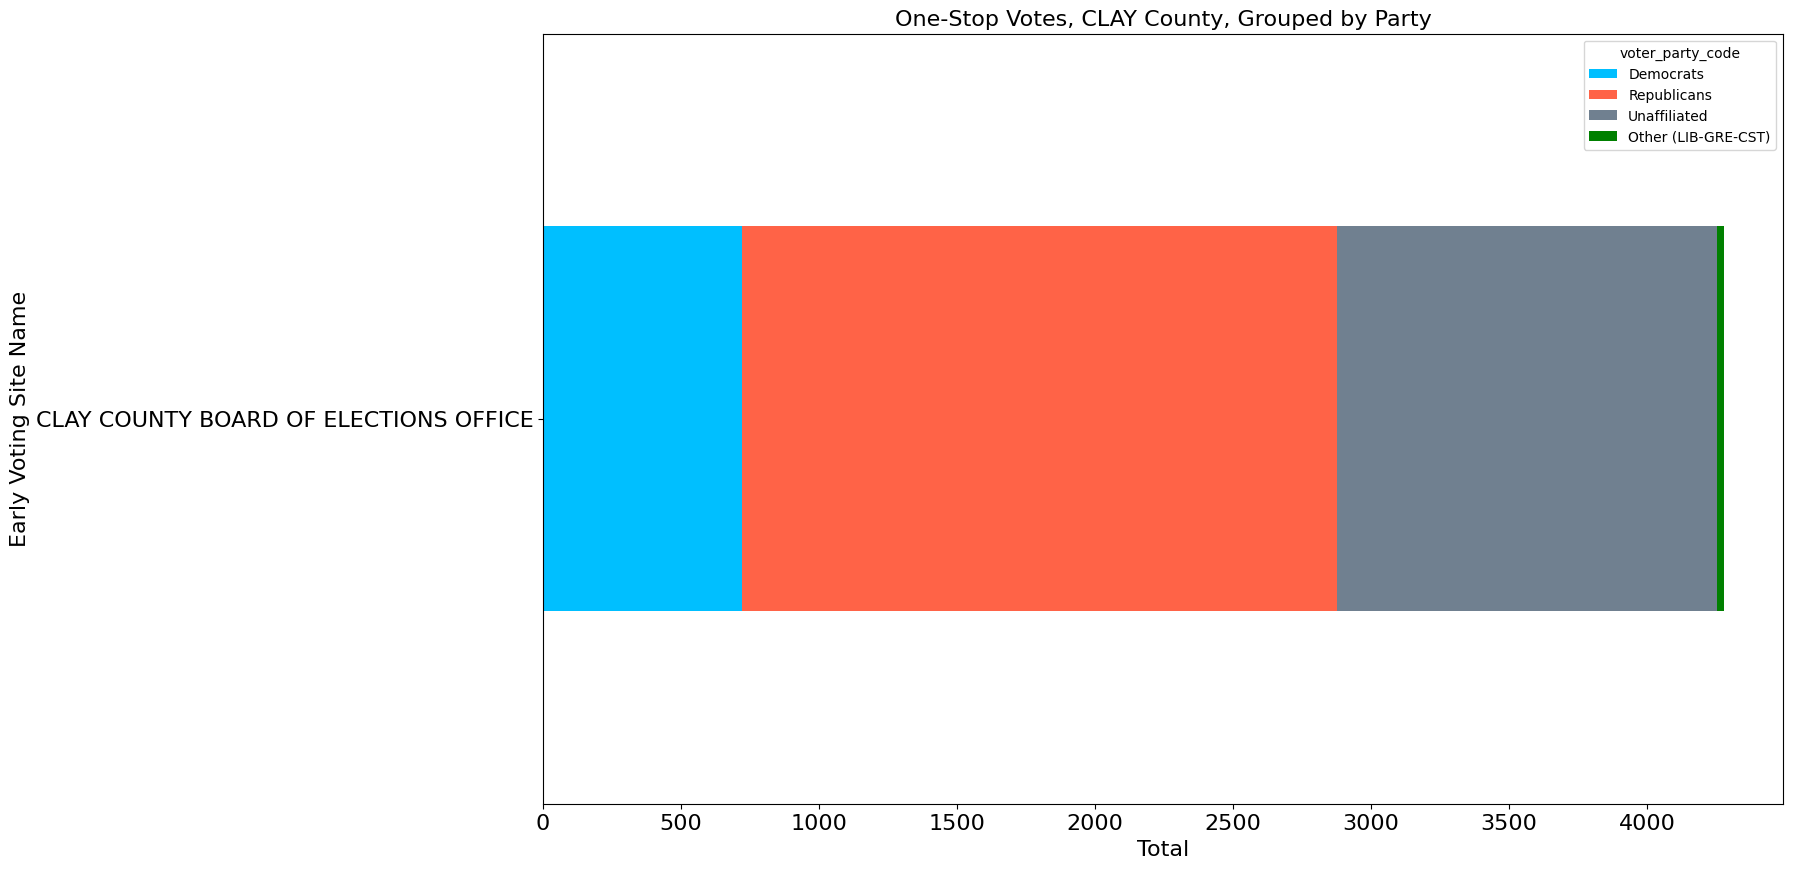 One-Stop Votes, CLAY County, Grouped by Party
voter_party_code
Democrats
Republicans
Unaffiliated
Other (LIB-GRE-CST)
Early Voting Site Name
CLAY COUNTY BOARD OF ELECTIONS OFFICE
0 500 1000 1500 2000 2500 3000 3500 4000
Total